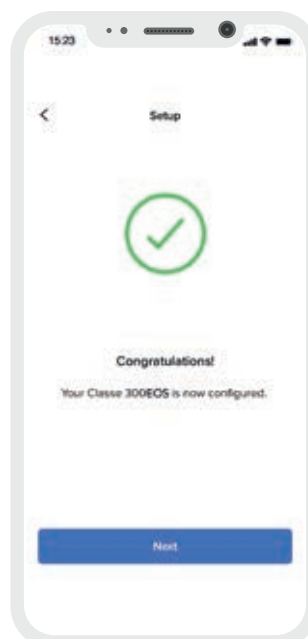 15:23
Setup
Congratulations!
Your Classe 300EOS is now configured.
Next